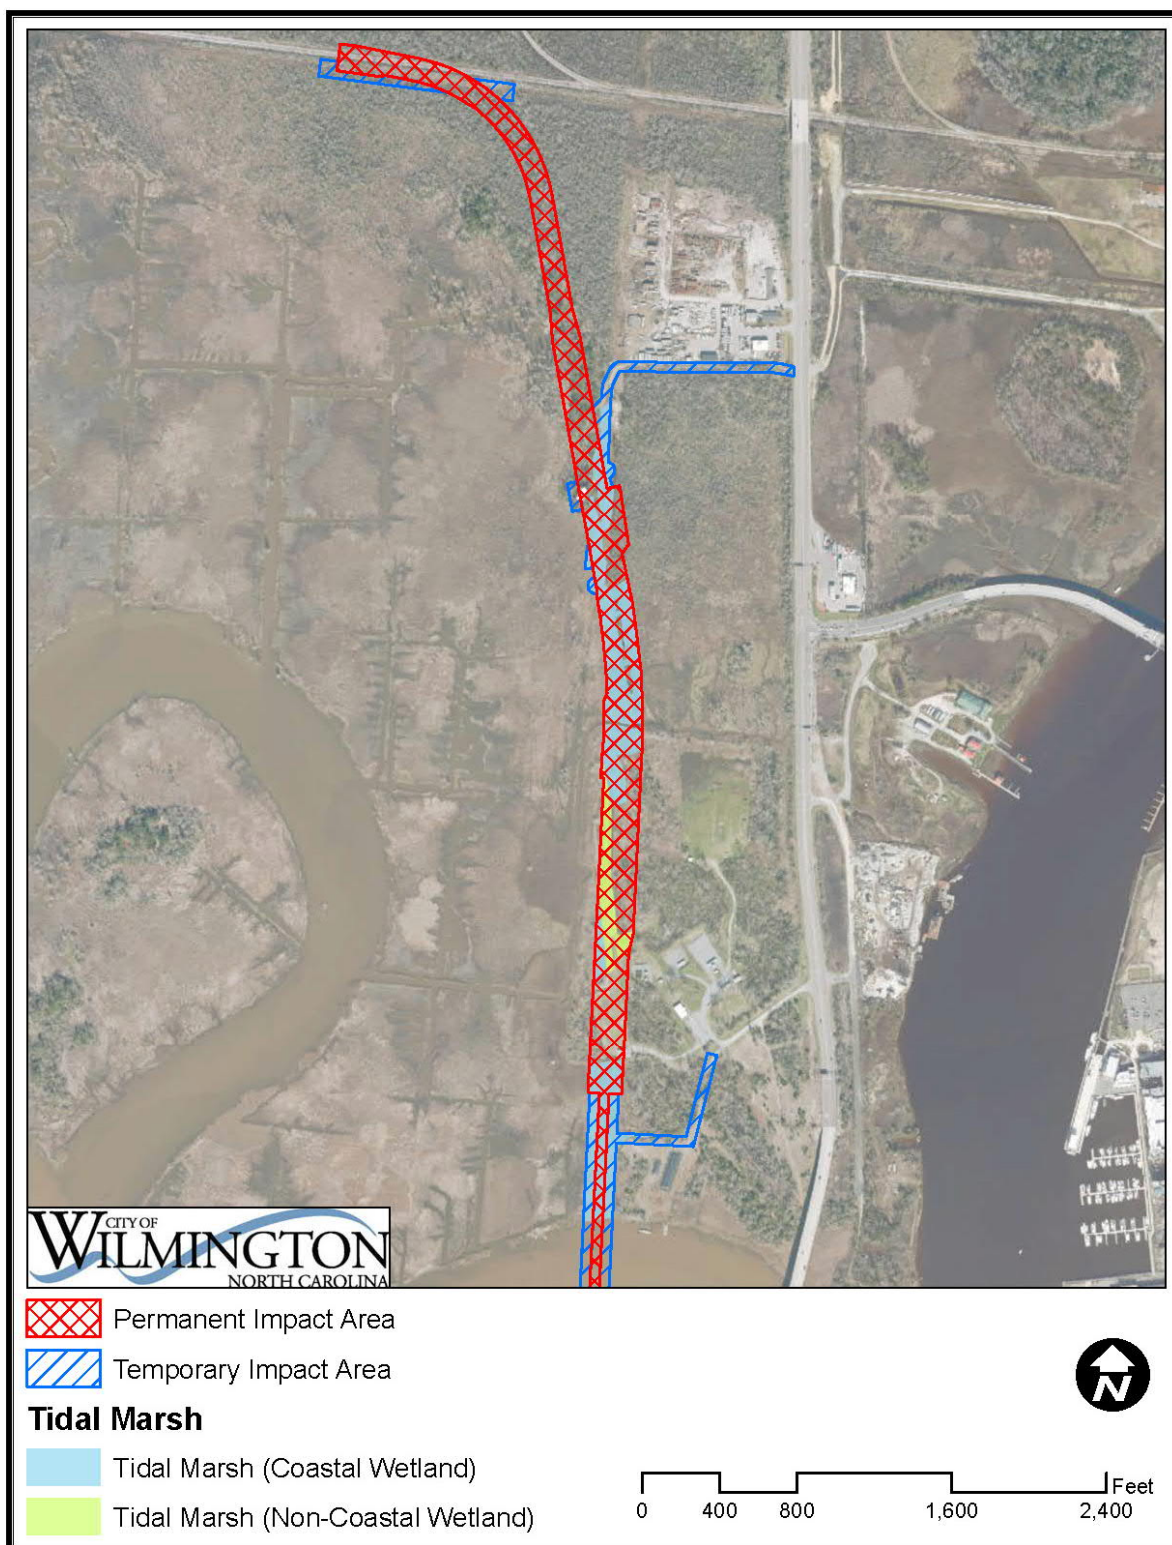 CITY OF
WILMINGTON
NORTH CAROLINA
Permanent Impact Area
Temporary Impact Area
Tidal Marsh
Tidal Marsh (Coastal Wetland)
Tidal Marsh (Non-Coastal Wetland)
N
Feet
0 400 800 1,600 2,400